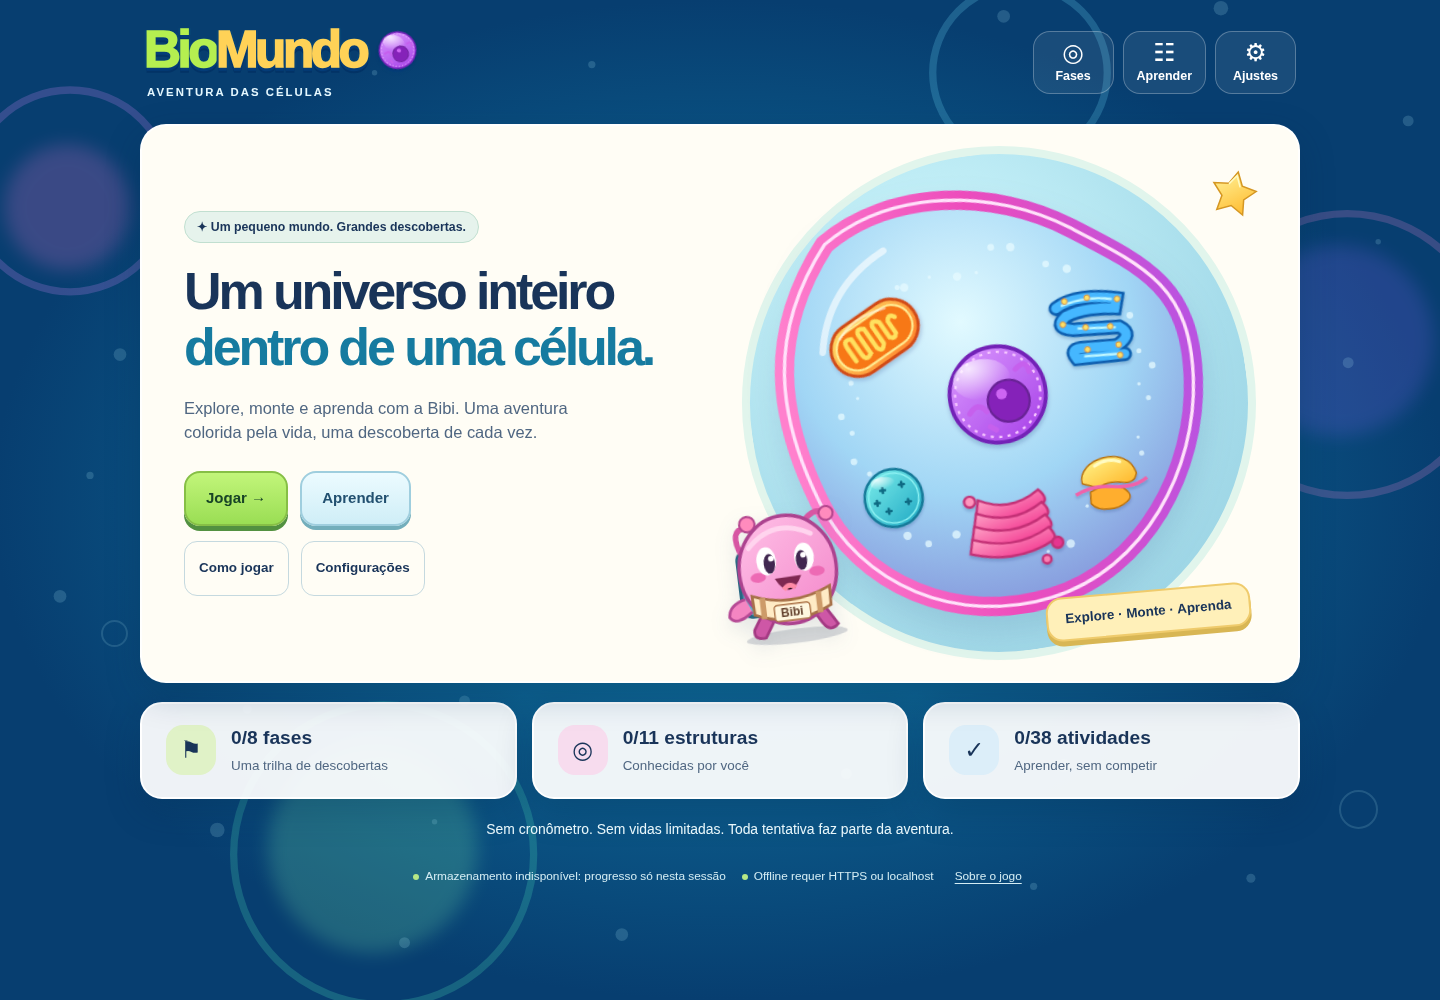 BioMundo
AVENTURA DAS CÉLULAS
Fases
Aprender
Ajustes
✦ Um pequeno mundo. Grandes descobertas.
Um universo inteiro
dentro de uma célula.
Explore, monte e aprenda com a Bibi. Uma aventura
colorida pela vida, uma descoberta de cada vez.
Jogar →
Aprender
Como jogar
Configurações
Bibi
Explore · Monte · Aprenda
0/8 fases
Uma trilha de descobertas
0/11 estruturas
Conhecidas por você
0/38 atividades
Aprender, sem competir
Sem cronômetro. Sem vidas limitadas. Toda tentativa faz parte da aventura.
Armazenamento indisponível: progresso só nesta sessão
Offline requer HTTPS ou localhost
Sobre o jogo